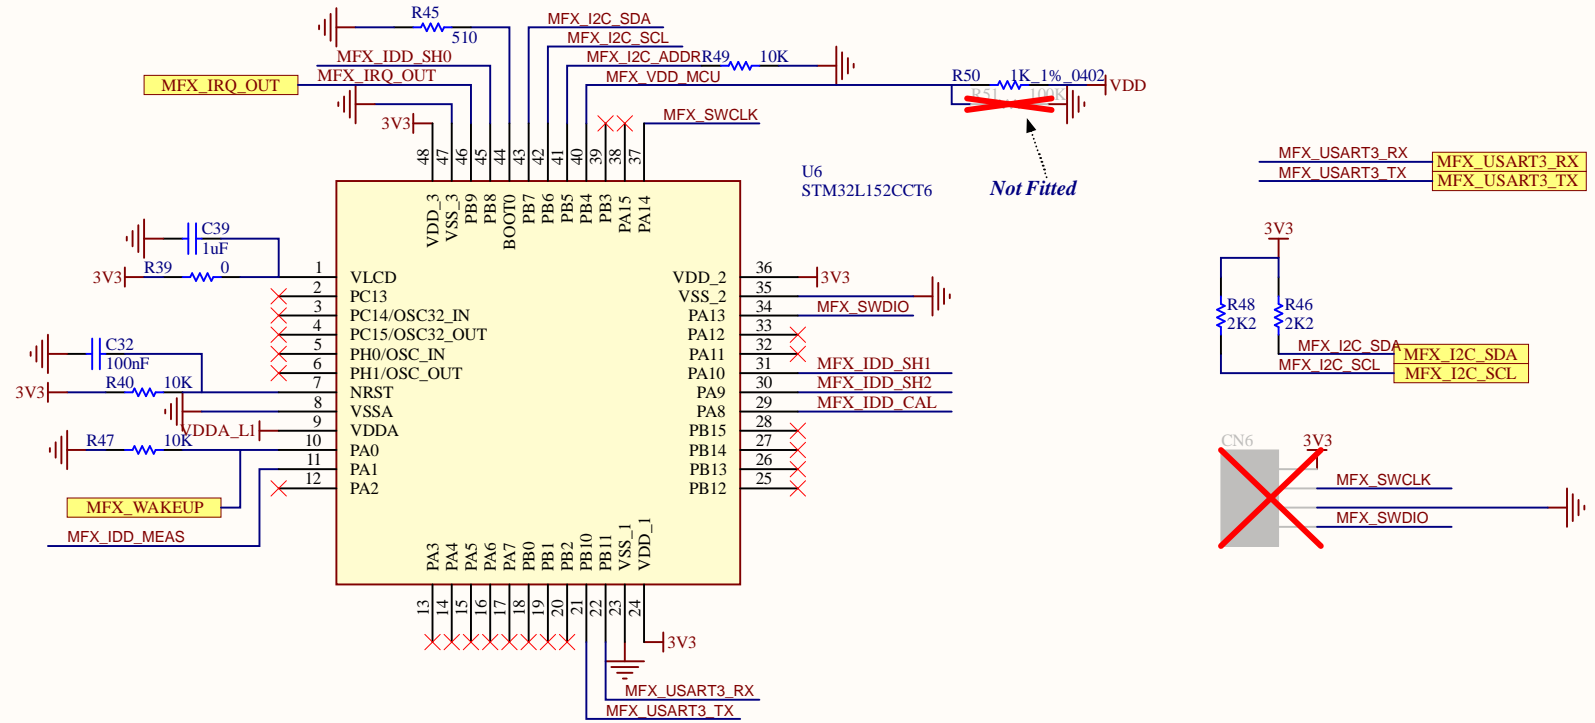 R45
510
MFX_I2C_SDA
MFX_I2C_SCL
MFX_IDD_SH0
MFX_I2C_ADDR
R49
10K
MFX_IRQ_OUT
MFX_IRQ_OUT
MFX_VDD_MCU
R50
1K_1%_0402
VDD
R51
100K
3V3
MFX_SWCLK
48
47
46
45
44
43
42
41
40
39
38
37
U6
STM32L152CCT6
Not Fitted
MFX_USART3_RX
MFX_USART3_RX
MFX_USART3_TX
MFX_USART3_TX
VDD_3
VSS_3
PB9
PB8
BOOT0
PB7
PB6
PB5
PB4
PB3
PA15
PA14
C39
1uF
3V3
R39
0
1
VLCD
2
PC13
3
PC14/OSC32_IN
4
PC15/OSC32_OUT
5
PH0/OSC_IN
6
PH1/OSC_OUT
7
NRST
8
VSSA
9
VDDA
10
PA0
11
PA1
12
PA2
C32
100nF
3V3
R40
10K
VDDA_L1
R47
10K
MFX_WAKEUP
MFX_IDD_MEAS
VDD_2
36
3V3
VSS_2
35
PA13
34
MFX_SWDIO
PA12
33
PA11
32
PA10
31
MFX_IDD_SH1
PA9
30
MFX_IDD_SH2
PA8
29
MFX_IDD_CAL
PB15
28
PB14
27
PB13
26
PB12
25
3V3
R48
2K2
R46
2K2
MFX_I2C_SDA
MFX_I2C_SDA
MFX_I2C_SCL
MFX_I2C_SCL
CN6
3V3
MFX_SWCLK
MFX_SWDIO
PA3
PA4
PA5
PA6
PA7
PB0
PB1
PB2
PB10
PB11
VSS_1
VDD_1
13
14
15
16
17
18
19
20
21
22
23
24
3V3
MFX_USART3_RX
MFX_USART3_TX